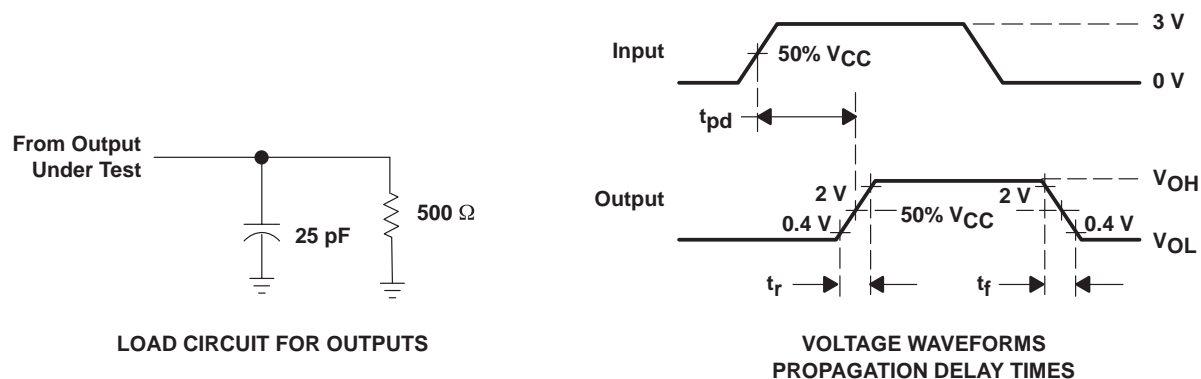 From Output
Under Test
25 pF
500 Ω
LOAD CIRCUIT FOR OUTPUTS
Input
50% VCC
3 V
0 V
tpd
Output
2 V
0.4 V
50% VCC
2 V
0.4 V
VOH
VOL
tr
tf
VOLTAGE WAVEFORMS
PROPAGATION DELAY TIMES